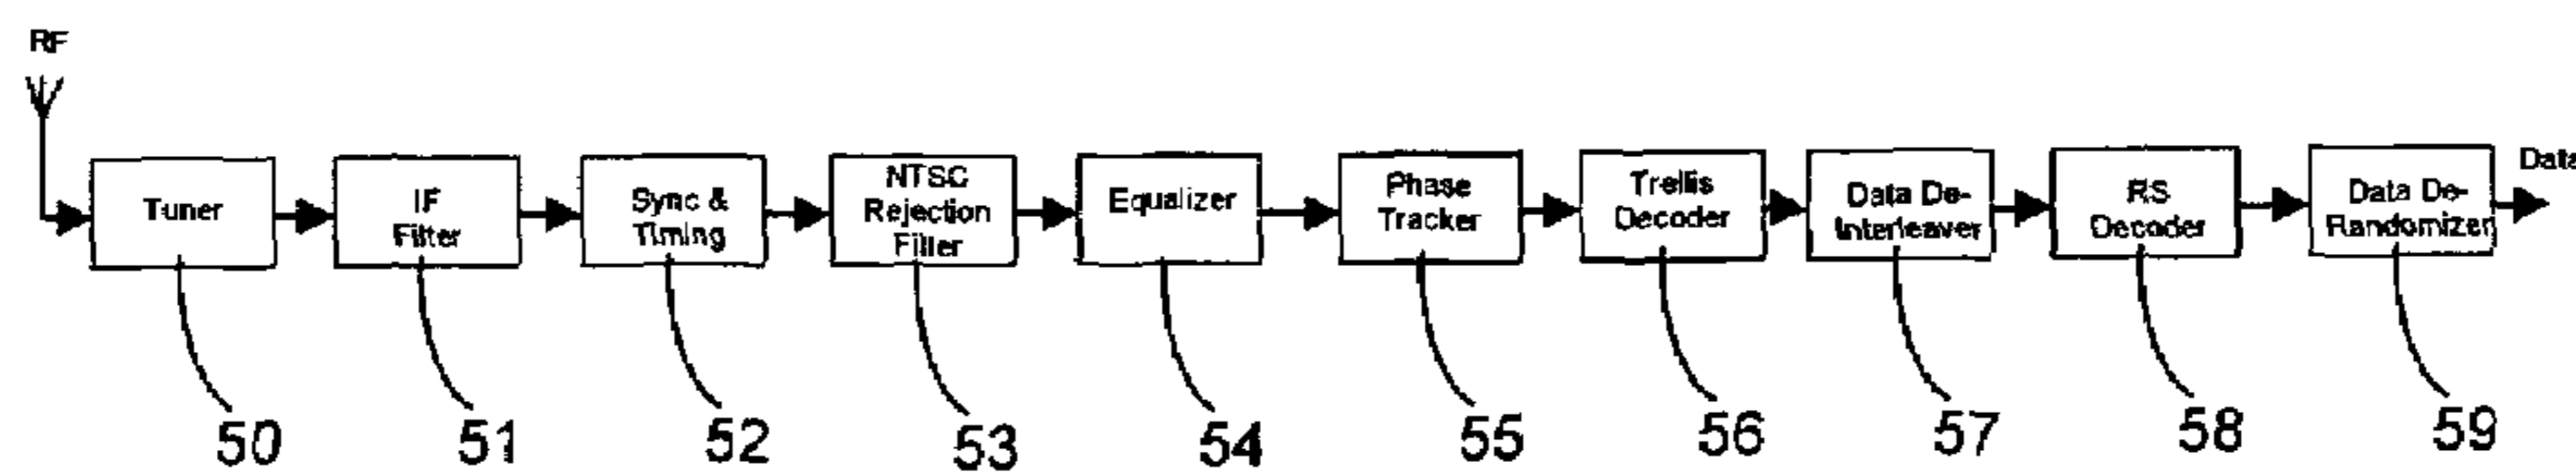 RF
Tuner
IF
Filter
Sync &
Timing
NTSC
Rejection
Filter
Equalizer
Phase
Tracker
Trellis
Decoder
Data De-
Interleaver
RS
Decoder
Data De-
Randomizer
Data
50
51
52
53
54
55
56
57
58
59